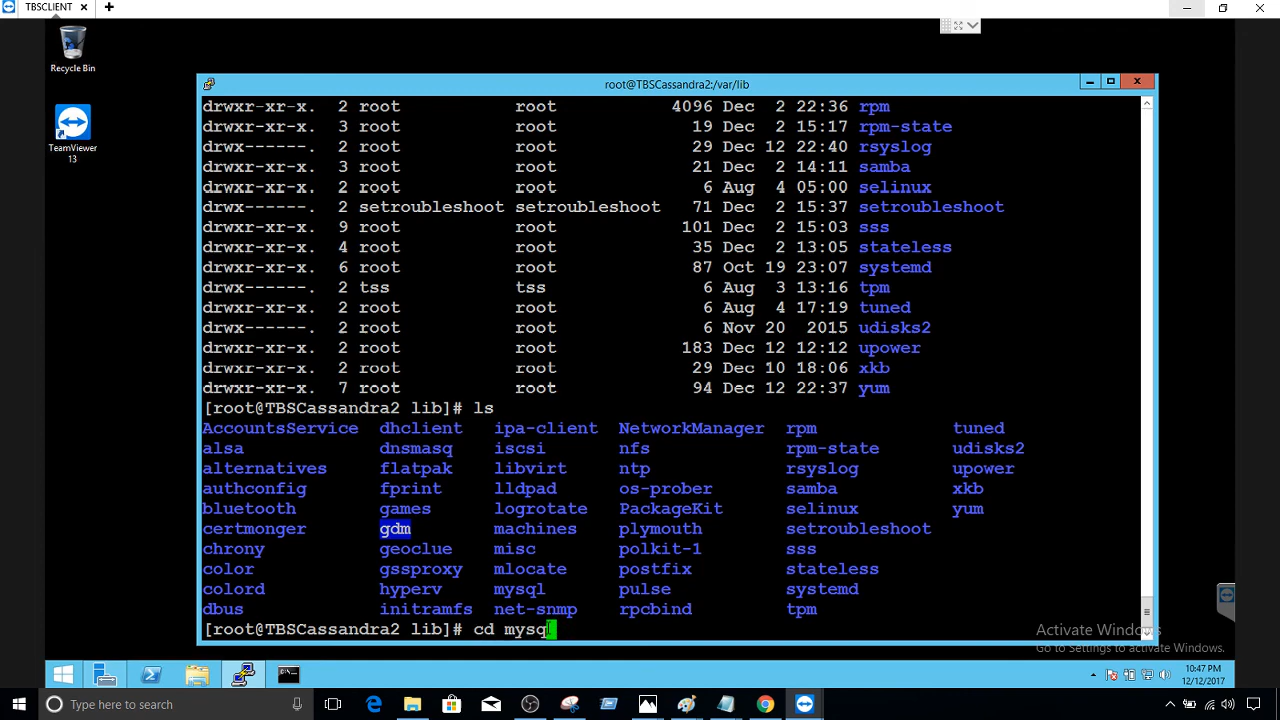 TBSCLIENT × +
Recycle Bin
TeamViewer
13
root@TBSCassandra2:/var/lib
drwxr-xr-x. 2 root root 4096 Dec 2 22:36 rpm
drwxr-xr-x. 3 root root 19 Dec 2 15:17 rpm-state
drwx------. 2 root root 29 Dec 12 22:40 rsyslog
drwxr-xr-x. 3 root root 21 Dec 2 14:11 samba
drwxr-xr-x. 2 root root 6 Aug 4 05:00 selinux
drwx------. 2 setroubleshoot setroubleshoot 71 Dec 2 15:37 setroubleshoot
drwxr-xr-x. 9 root root 101 Dec 2 15:03 sss
drwxr-xr-x. 4 root root 35 Dec 2 13:05 stateless
drwxr-xr-x. 6 root root 87 Oct 19 23:07 systemd
drwx------. 2 tss tss 6 Aug 3 13:16 tpm
drwxr-xr-x. 2 root root 6 Aug 4 17:19 tuned
drwx------. 2 root root 6 Nov 20 2015 udisks2
drwxr-xr-x. 2 root root 183 Dec 12 12:12 upower
drwxr-xr-x. 2 root root 29 Dec 10 18:06 xkb
drwxr-xr-x. 7 root root 94 Dec 12 22:37 yum
[root@TBSCassandra2 lib]# ls
AccountsService dhclient ipa-client NetworkManager rpm tuned
alsa dnsmasq iscsi nfs rpm-state udisks2
alternatives flatpak libvirt ntp rsyslog upower
authconfig fprint lldpad os-prober samba xkb
bluetooth games logrotate PackageKit selinux yum
certmonger gdm machines plymouth setroubleshoot
chrony geoclue misc polkit-1 sss
color gssproxy mlocate postfix stateless
colord hyperv mysql pulse systemd
dbus initramfs net-snmp rpcbind tpm
[root@TBSCassandra2 lib]# cd mysq
Activate Windows
Go to Settings to activate Windows.
10:47 PM
12/12/2017
Type here to search